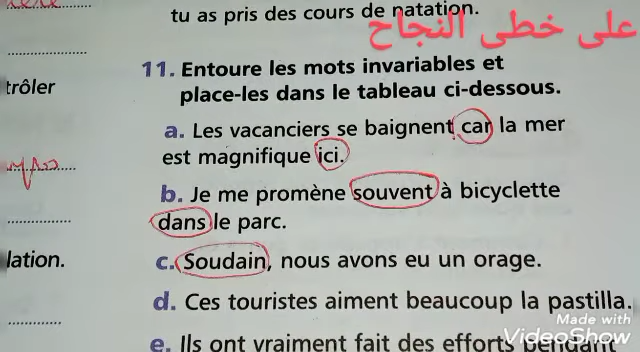 tu as pris des cours de natation.
على خطى النجاح
11. Entoure les mots invariables et
place-les dans le tableau ci-dessous.
trôler
a. Les vacanciers se baignent car la mer
est magnifique ici.
b. Je me promène souvent à bicyclette
dans le parc.
lation.
c. Soudain, nous avons eu un orage.
d. Ces touristes aiment beaucoup la pastilla.
e. Ils ont vraiment fait des efforts pendant
Made with
VideoShow